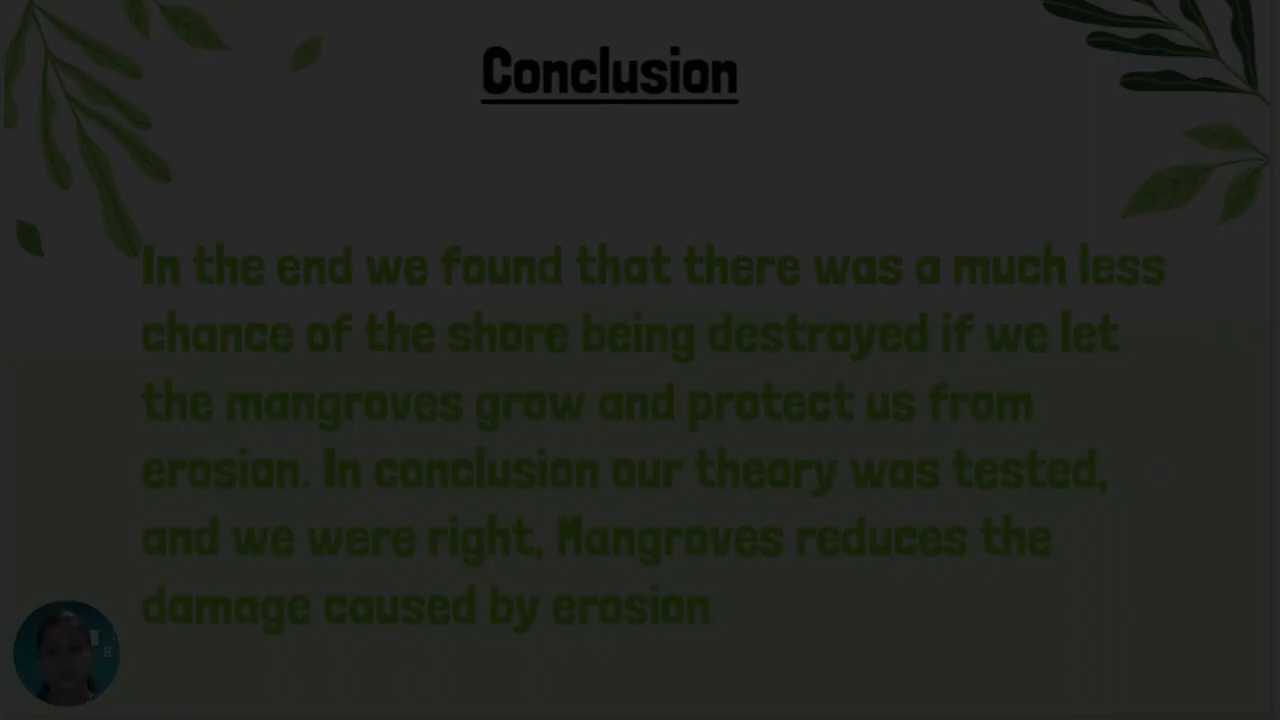 Conclusion
In the end we found that there was a much less
chance of the shore being destroyed if we let
the mangroves grow and protect us from
erosion. In conclusion our theory was tested,
and we were right, Mangroves reduces the
damage caused by erosion.